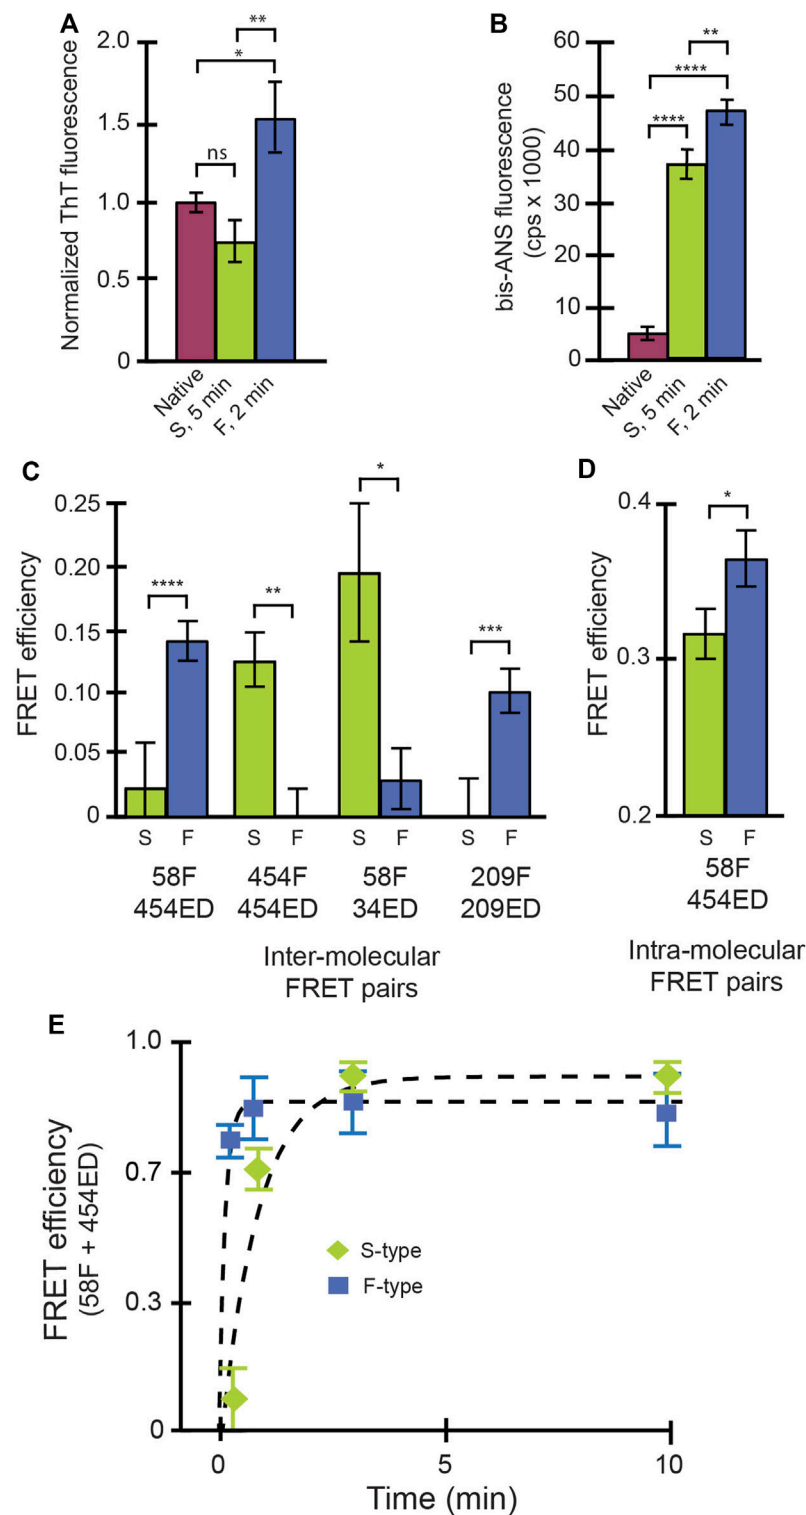 A
Normalized ThT fluorescence
2.0
1.5
1.0
0.5
0
**
*
ns
Native
S, 5 min
F, 2 min
B
bis-ANS fluorescence
(cps x 1000)
60
50
40
30
20
10
0
**
****
****
Native
S, 5 min
F, 2 min
C
FRET efficiency
0.25
0.20
0.15
0.10
0.05
0
****
**
*
***
S F S F S F S F
58F 454F 58F 209F
454ED 454ED 34ED 209ED
Inter-molecular
FRET pairs
D
FRET efficiency
0.4
0.3
0.2
*
S F
58F
454ED
Intra-molecular
FRET pairs
E
FRET efficiency
(58F + 454ED)
1.0
0.7
0.3
0
S-type
F-type
0 5 10
Time (min)